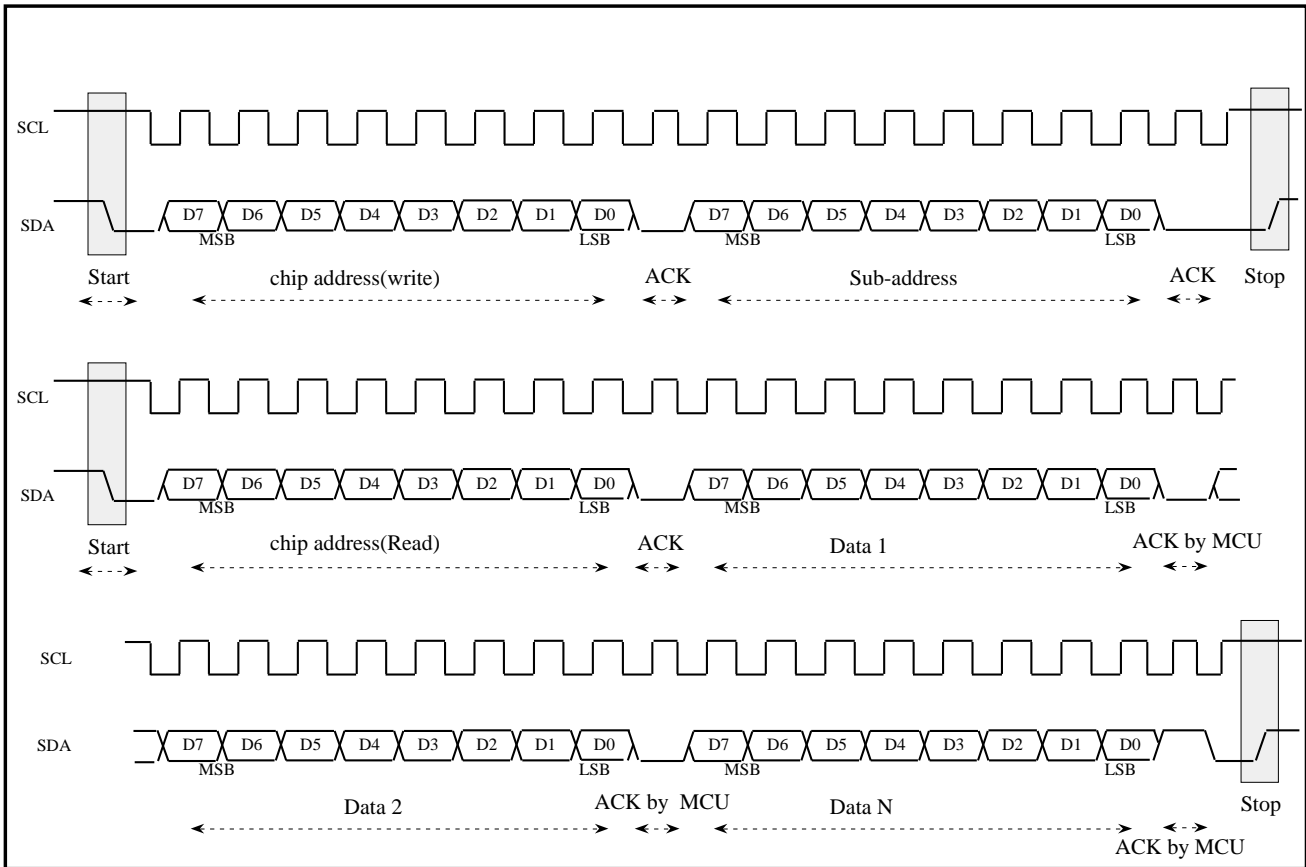 SCL
SDA
D7 D6 D5 D4 D3 D2 D1 D0 D7 D6 D5 D4 D3 D2 D1 D0
MSB LSB MSB LSB
Start chip address(write) ACK Sub-address ACK Stop
SCL
SDA
D7 D6 D5 D4 D3 D2 D1 D0 D7 D6 D5 D4 D3 D2 D1 D0
MSB LSB MSB LSB
Start chip address(Read) ACK Data 1 ACK by MCU
SCL
SDA
D7 D6 D5 D4 D3 D2 D1 D0 D7 D6 D5 D4 D3 D2 D1 D0
MSB LSB MSB LSB
Data 2 ACK by MCU Data N Stop
ACK by MCU